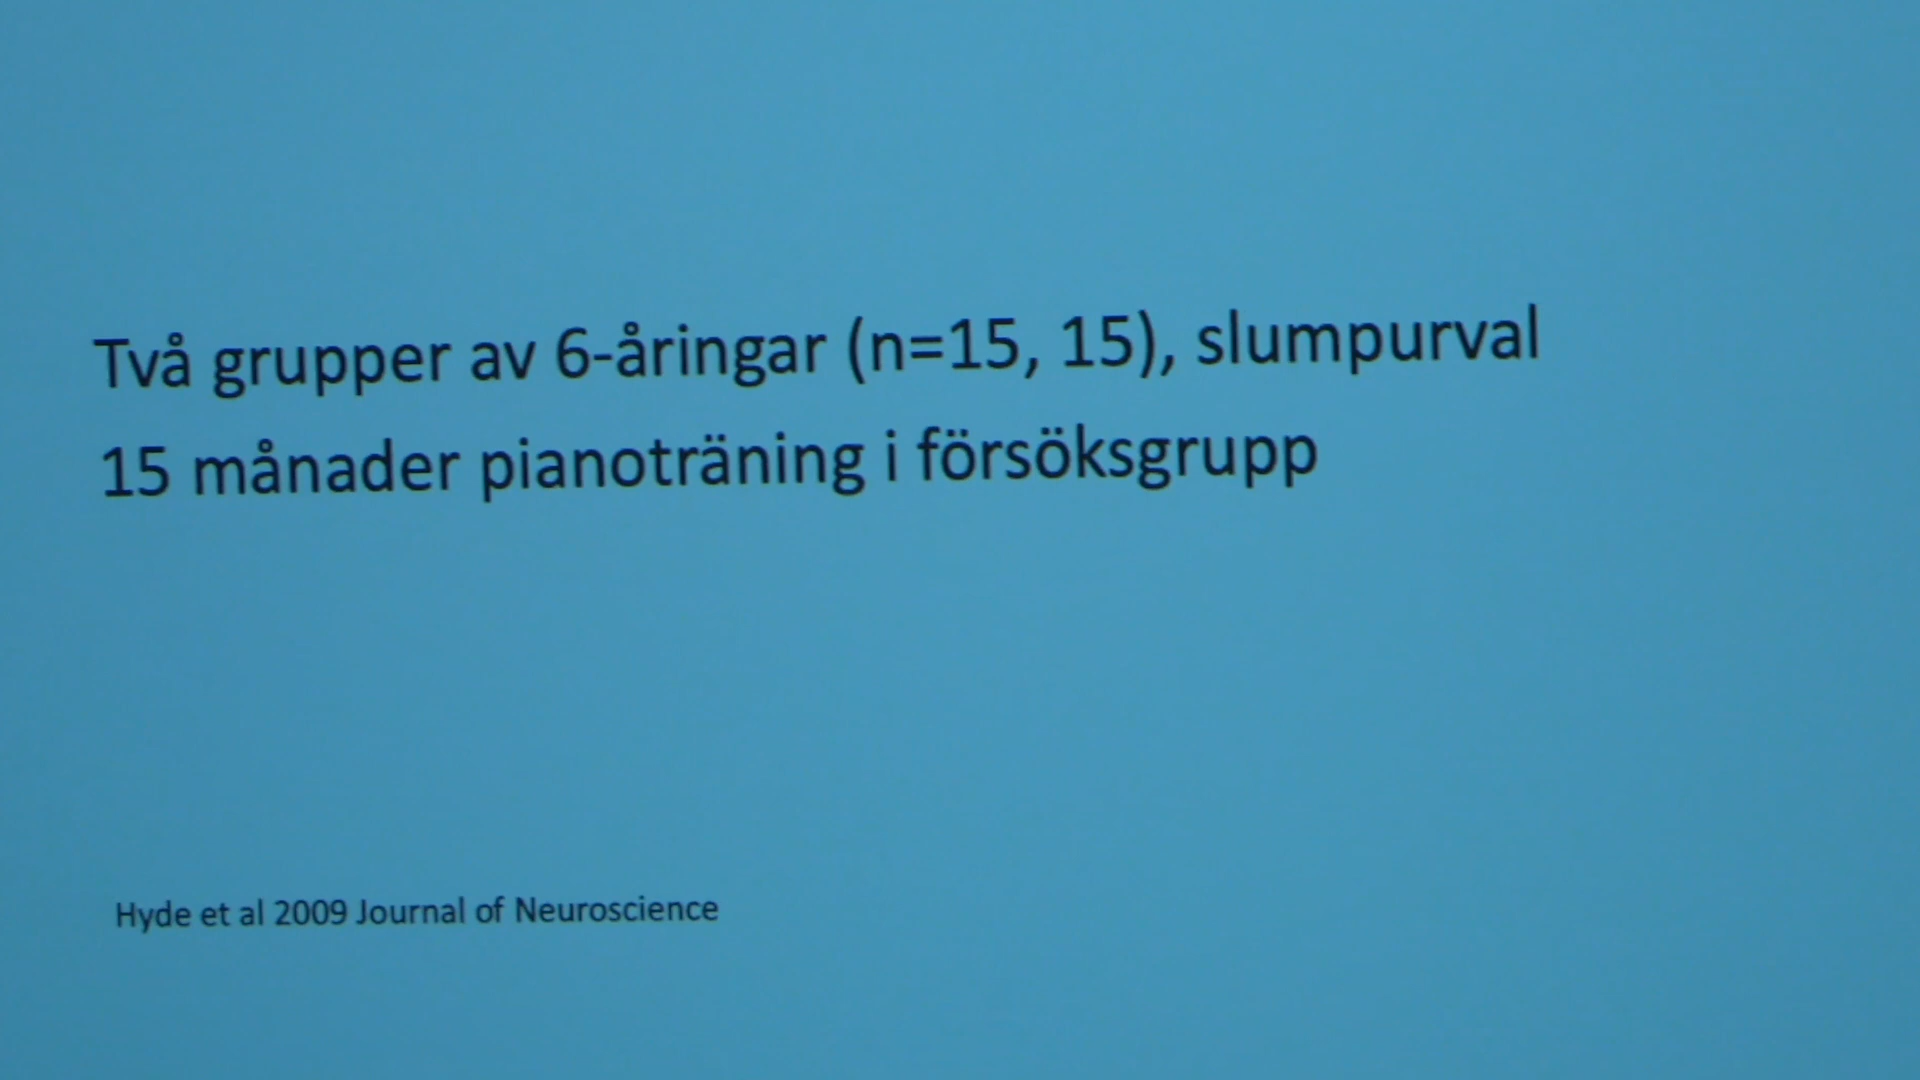 Två grupper av 6-åringar (n=15, 15), slumpurval
15 månader pianoträning i försöksgrupp
Hyde et al 2009 Journal of Neuroscience